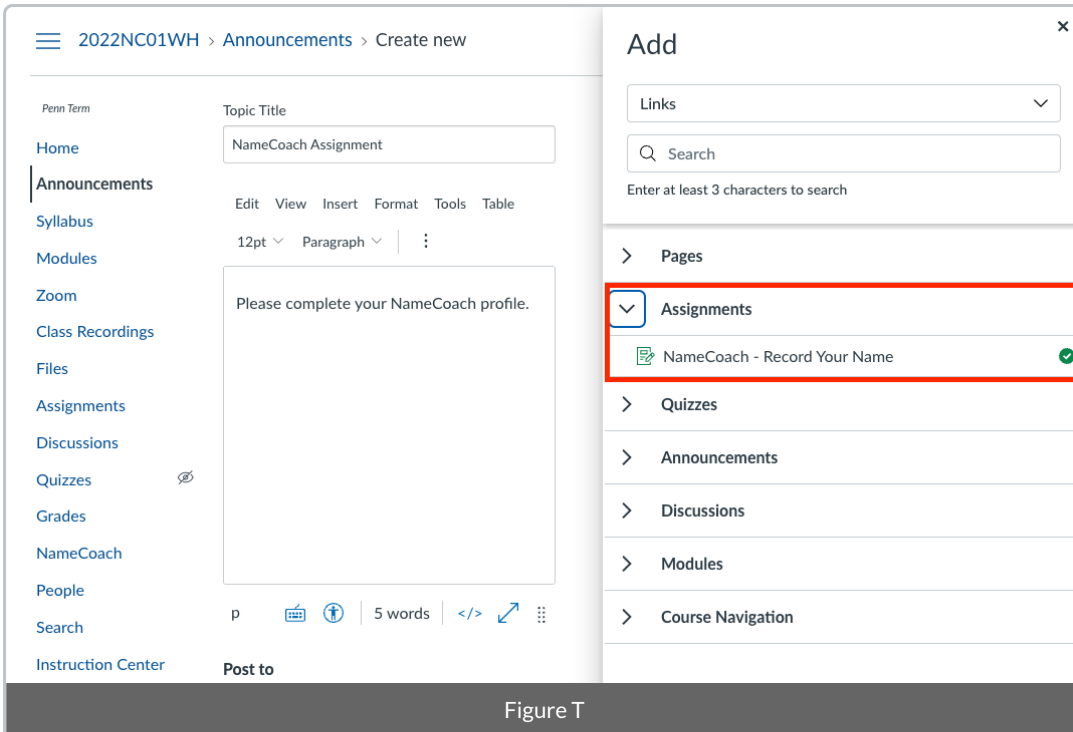 2022NC01WH > Announcements > Create new
Penn Term
Home
Announcements
Syllabus
Modules
Zoom
Class Recordings
Files
Assignments
Discussions
Quizzes
Grades
NameCoach
People
Search
Instruction Center
Topic Title
NameCoach Assignment
Edit View Insert Format Tools Table
12pt Paragraph
Please complete your NameCoach profile.
p 5 words </>
Post to
Add
Links
Search
Enter at least 3 characters to search
Pages
Assignments
NameCoach - Record Your Name
Quizzes
Announcements
Discussions
Modules
Course Navigation
Figure T